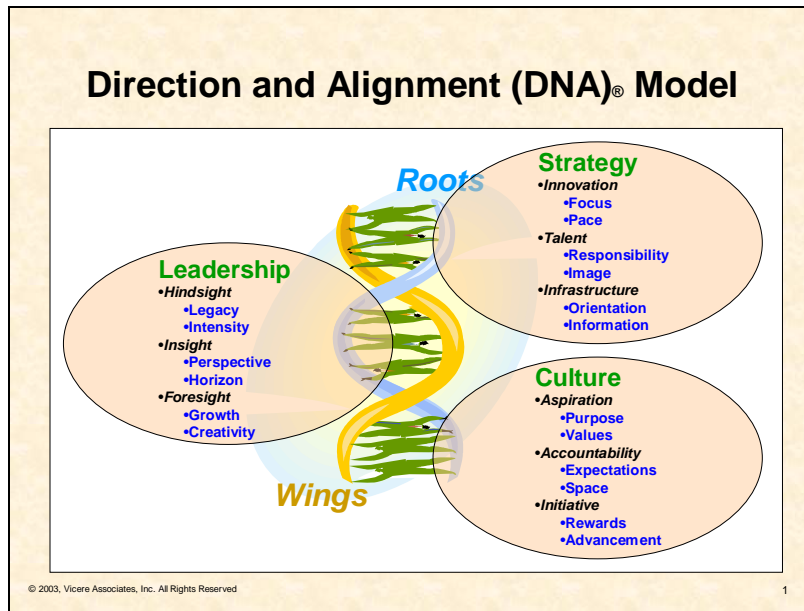 Direction and Alignment (DNA)® Model
Roots
Strategy
•Innovation
•Focus
•Pace
•Talent
•Responsibility
•Image
•Infrastructure
•Orientation
•Information
Leadership
•Hindsight
•Legacy
•Intensity
•Insight
•Perspective
•Horizon
•Foresight
•Growth
•Creativity
Culture
•Aspiration
•Purpose
•Values
•Accountability
•Expectations
•Space
•Initiative
•Rewards
•Advancement
Wings
© 2003, Vicere Associates, Inc. All Rights Reserved
1